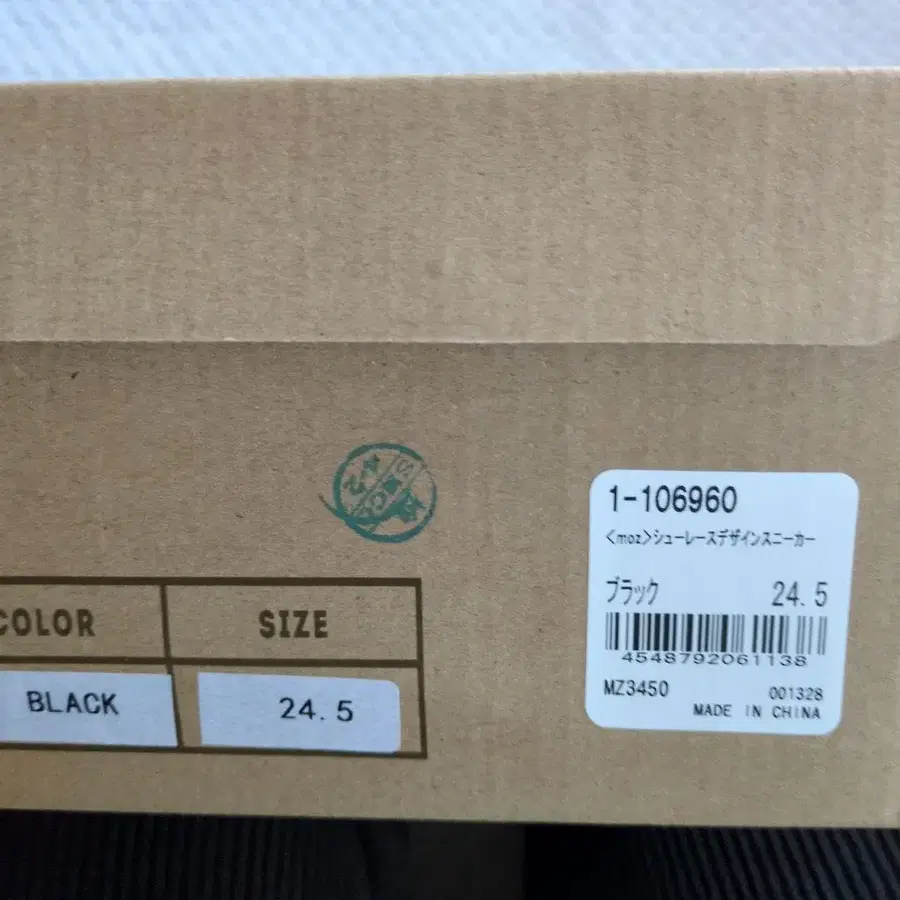 1-106960
<moz>シューレースデザインスニーカー
ブラック 24.5
4548792061138
MZ3450 001328
MADE IN CHINA
COLOR SIZE
BLACK 24.5